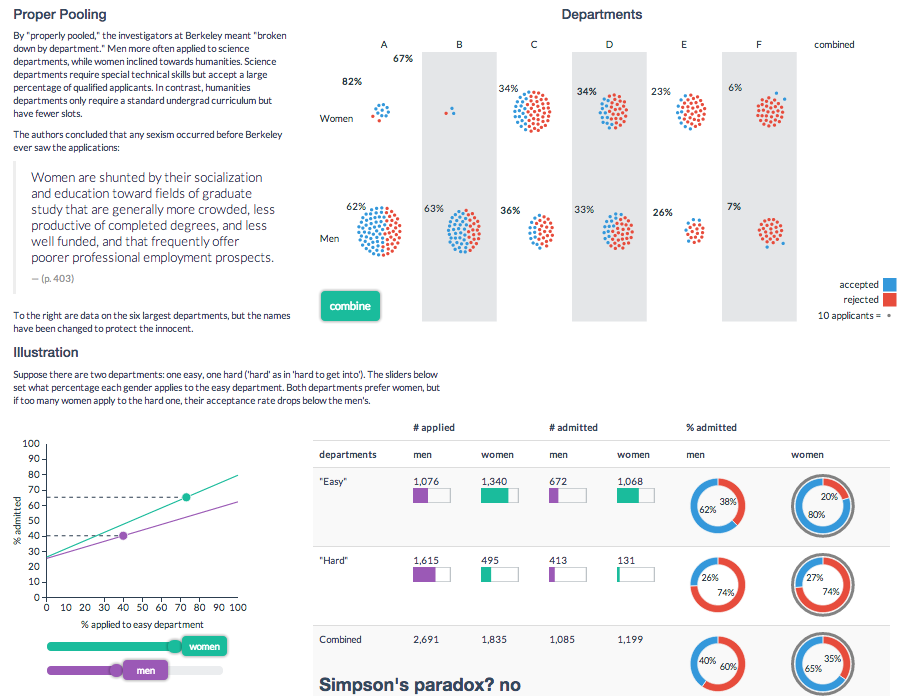 Proper Pooling
By "properly pooled," the investigators at Berkeley meant "broken
down by department." Men more often applied to science
departments, while women inclined towards humanities. Science
departments require special technical skills but accept a large
percentage of qualified applicants. In contrast, humanities
departments only require a standard undergrad curriculum but
have fewer slots.
The authors concluded that any sexism occurred before Berkeley
ever saw the applications:
Women are shunted by their socialization
and education toward fields of graduate
study that are generally more crowded, less
productive of completed degrees, and less
well funded, and that frequently offer
poorer professional employment prospects.
— (p. 403)
To the right are data on the six largest departments, but the names
have been changed to protect the innocent.
Departments
A B C D E F combined
67%
82%
34% 34% 23% 6%
Women
62% 63% 36% 33% 26% 7%
Men
combine
accepted
rejected
10 applicants =
Illustration
Suppose there are two departments: one easy, one hard ('hard' as in 'hard to get into'). The sliders below
set what percentage each gender applies to the easy department. Both departments prefer women, but
if too many women apply to the hard one, their acceptance rate drops below the men's.
100
90
80
70
60
50
40
30
20
10
0
% admitted
0 10 20 30 40 50 60 70 80 90 100
% applied to easy department
women
men
# applied # admitted % admitted
departments men women men women men women
"Easy" 1,076 1,340 672 1,068 62% 38% 80% 20%
"Hard" 1,615 495 413 131 26% 74% 27% 74%
Combined 2,691 1,835 1,085 1,199 40% 60% 65% 35%
Simpson's paradox? no